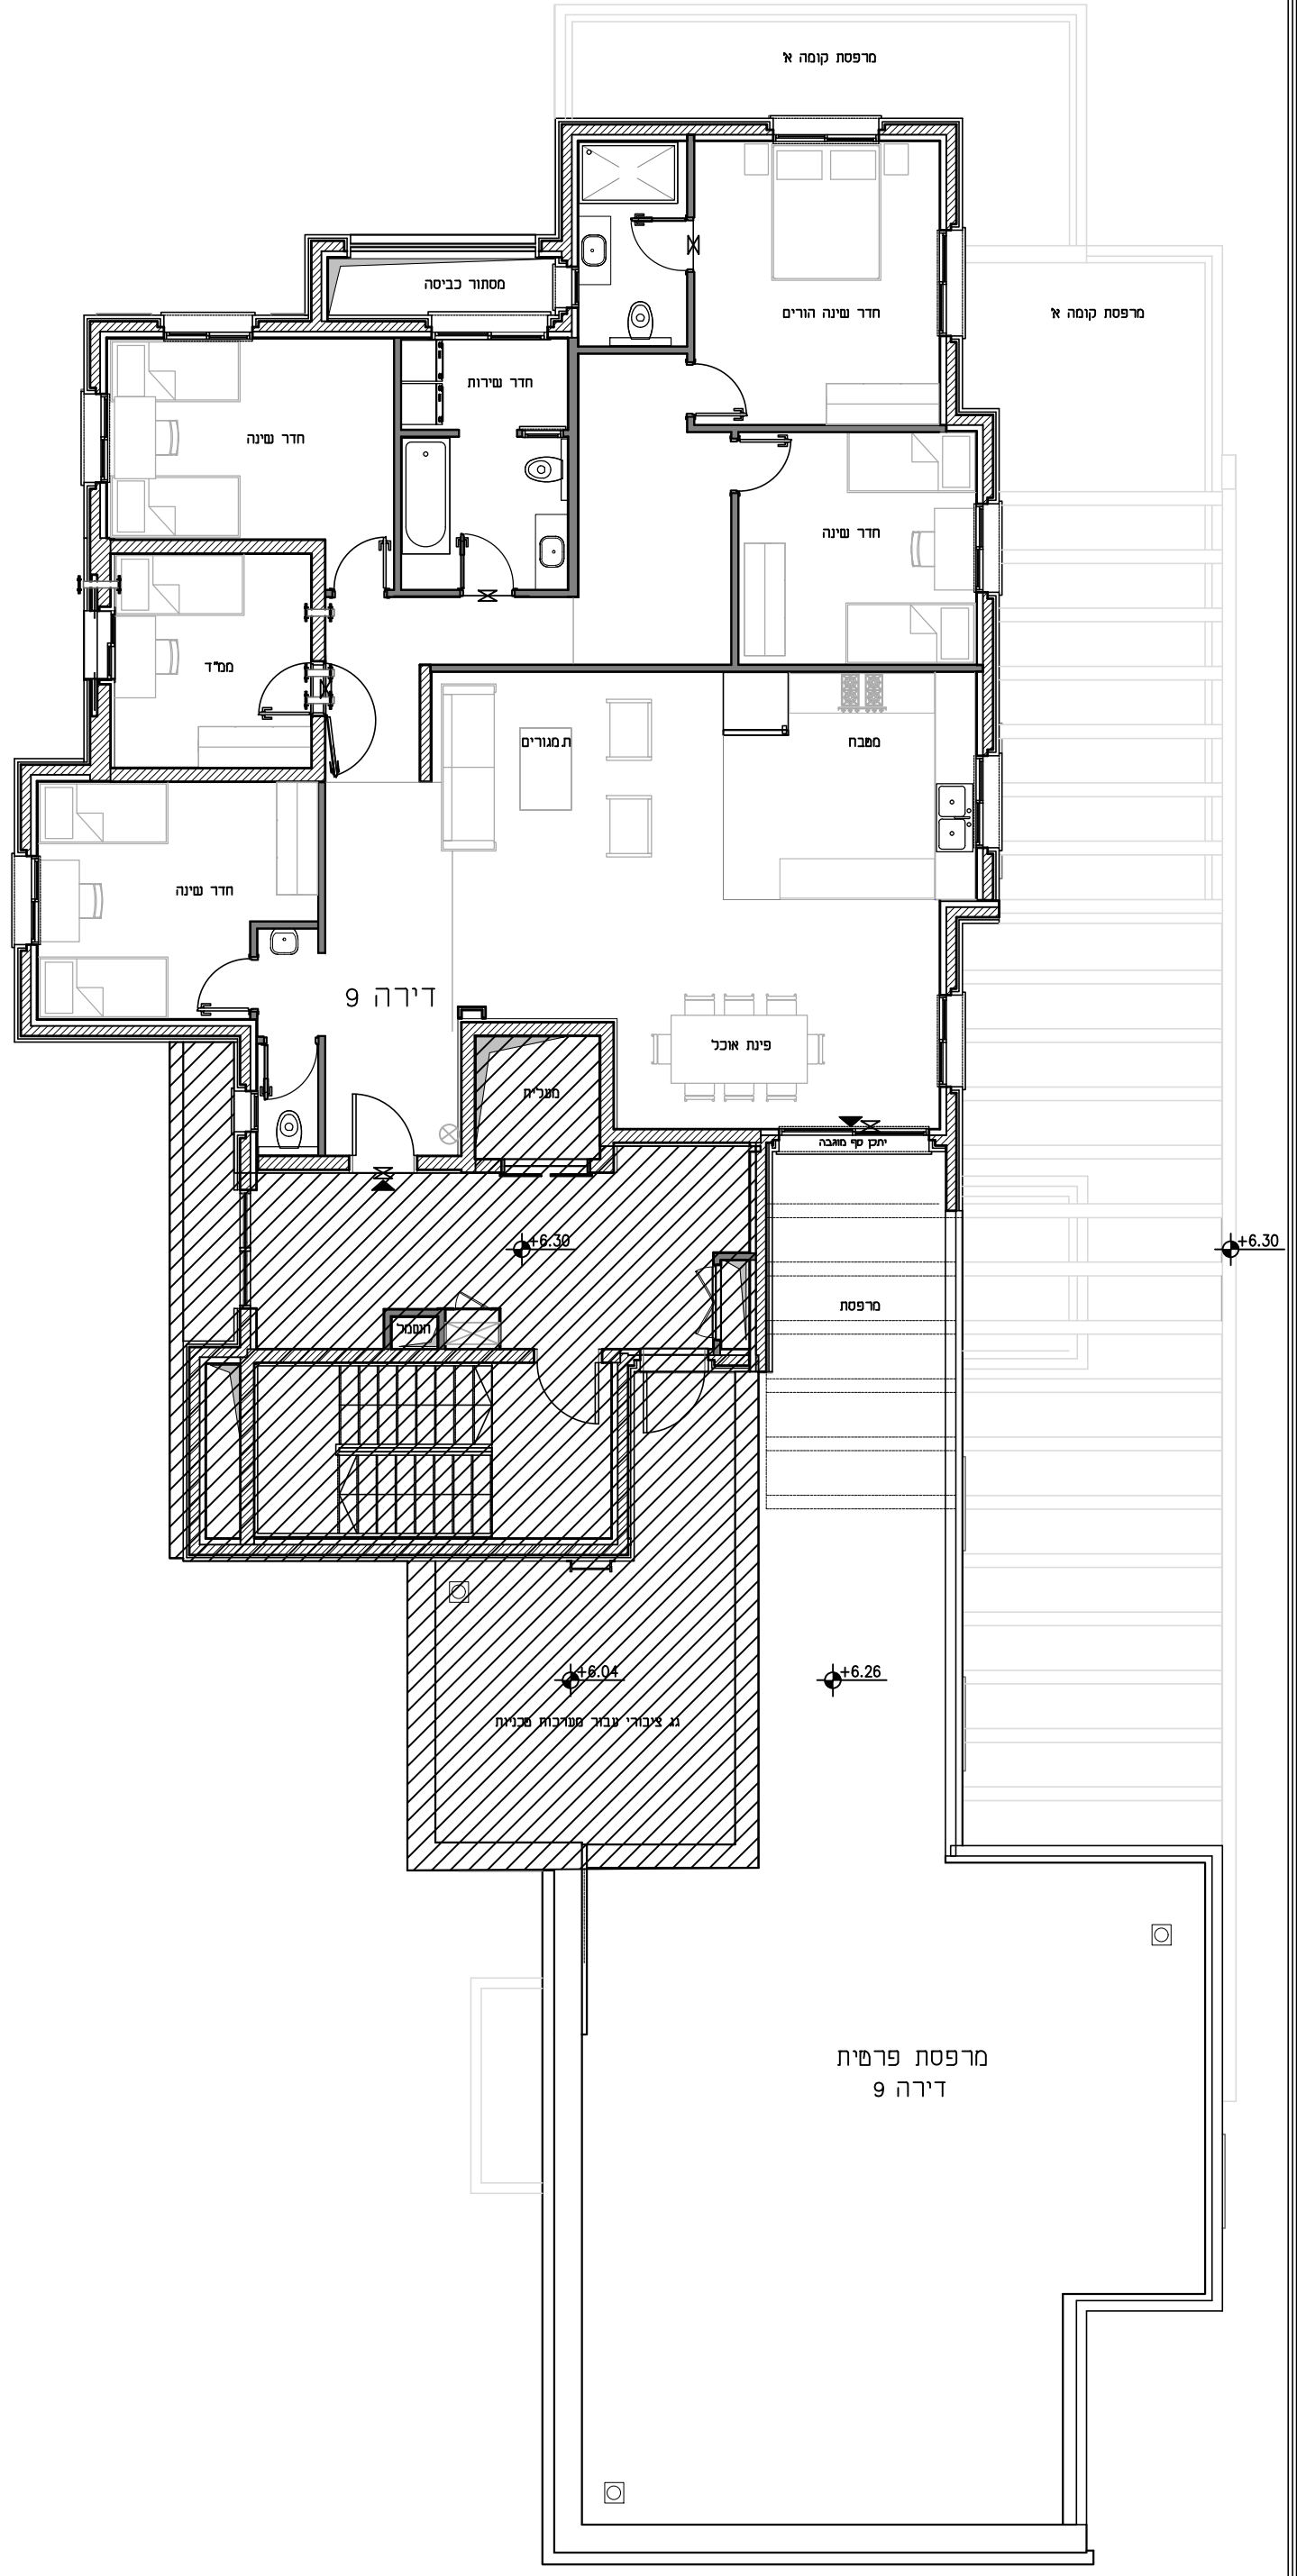 מרפסת קומה א'
מסתור כביסה
חדר שינה הורים
מרפסת קומה א'
חדר שירות
חדר שינה
חדר שינה
ממ"ד
ת.מגורים
מטבח
חדר שינה
דירה 9
פינת אוכל
מעלית
יתכן סף מוגבה
+6.30
+6.30
מרפסת
חשמל
+6.04
+6.26
גג ציבורי עבור מערכות טכניות
מרפסת פרטית
דירה 9